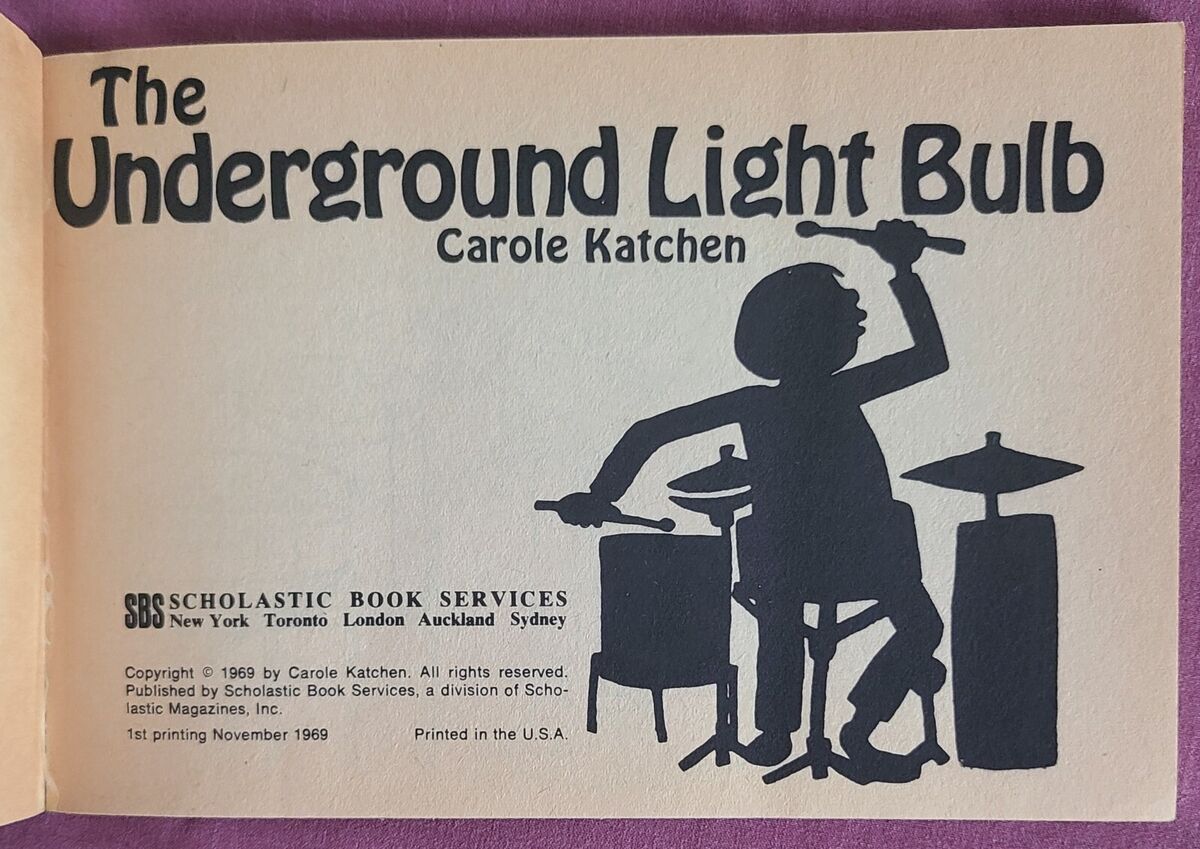 The
Underground Light Bulb
Carole Katchen
SBS SCHOLASTIC BOOK SERVICES
New York Toronto London Auckland Sydney
Copyright © 1969 by Carole Katchen. All rights reserved.
Published by Scholastic Book Services, a division of Scho-
lastic Magazines, Inc.
1st printing November 1969 Printed in the U.S.A.